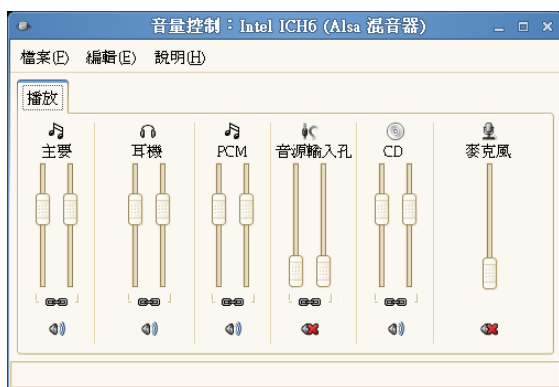 音量控制：Intel ICH6 (Alsa 混音器)
檔案(F) 編輯(E) 說明(H)
播放
主要 耳機 PCM 音源輸入孔 CD 麥克風